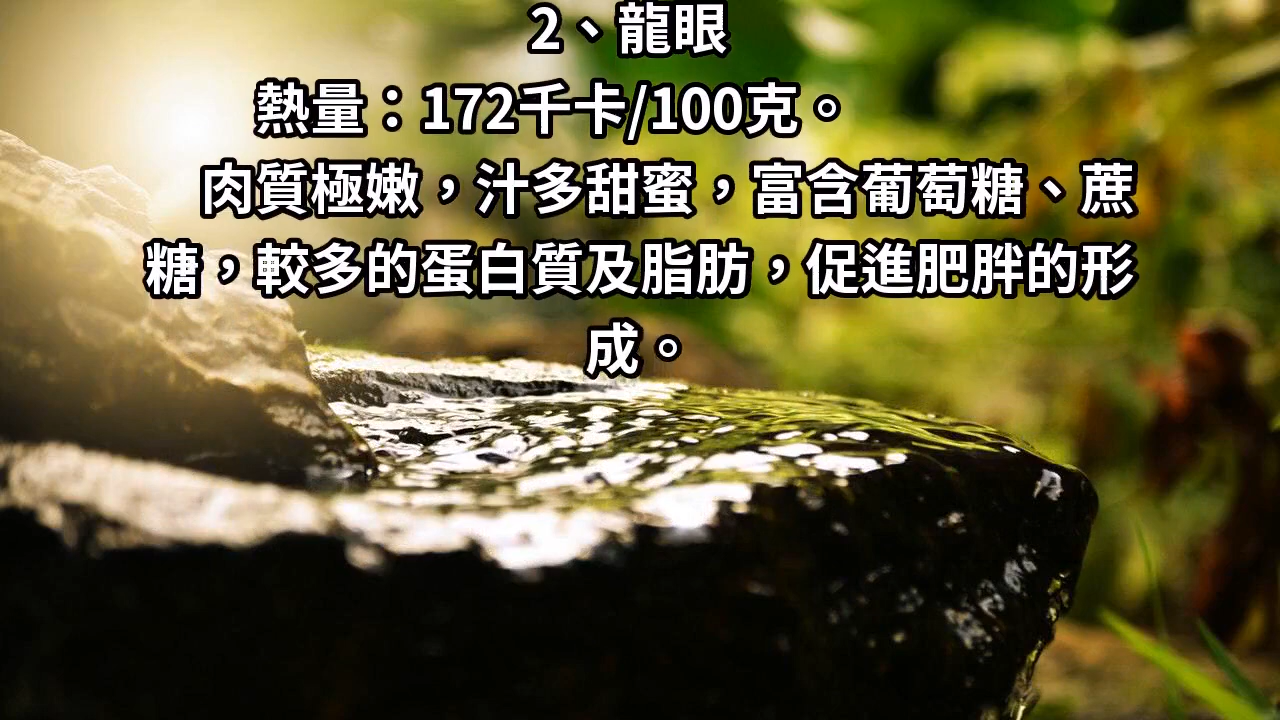 2、龍眼
熱量：172千卡/100克。
肉質極嫩，汁多甜蜜，富含葡萄糖、蔗
糖，較多的蛋白質及脂肪，促進肥胖的形
成。